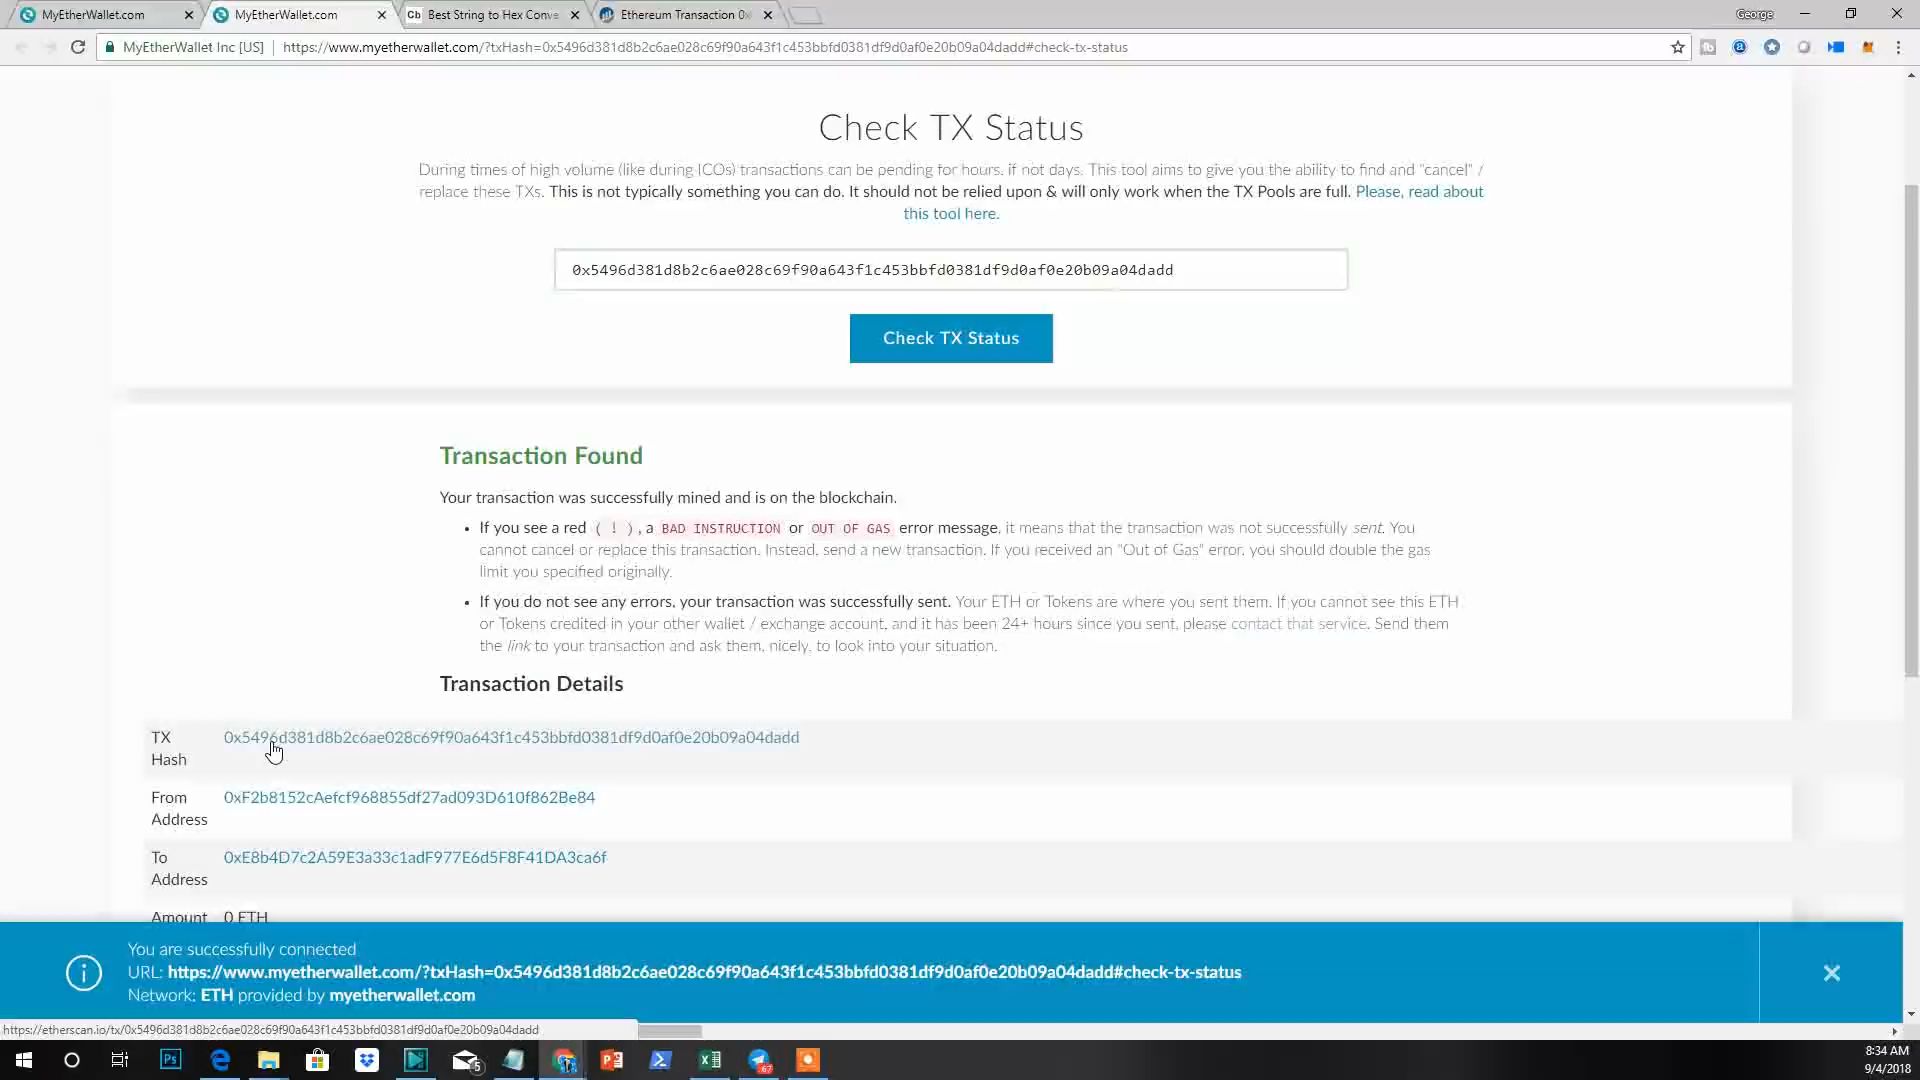 MyEtherWallet.com
MyEtherWallet.com
Cb Best String to Hex Conve
Ethereum Transaction 0x
George
MyEtherWallet Inc [US]
https://www.myetherwallet.com/?txHash=0x5496d381d8b2c6ae028c69f90a643f1c453bbfd0381df9d0af0e20b09a04dadd#check-tx-status
Check TX Status
During times of high volume (like during ICOs) transactions can be pending for hours, if not days. This tool aims to give you the ability to find and "cancel" /
replace these TXs. This is not typically something you can do. It should not be relied upon & will only work when the TX Pools are full. Please, read about
this tool here.
0x5496d381d8b2c6ae028c69f90a643f1c453bbfd0381df9d0af0e20b09a04dadd
Check TX Status
Transaction Found
Your transaction was successfully mined and is on the blockchain.
• If you see a red ( ! ), a BAD INSTRUCTION or OUT OF GAS error message, it means that the transaction was not successfully sent. You
cannot cancel or replace this transaction. Instead, send a new transaction. If you received an "Out of Gas" error, you should double the gas
limit you specified originally.
• If you do not see any errors, your transaction was successfully sent. Your ETH or Tokens are where you sent them. If you cannot see this ETH
or Tokens credited in your other wallet / exchange account, and it has been 24+ hours since you sent, please contact that service. Send them
the link to your transaction and ask them, nicely, to look into your situation.
Transaction Details
TX 0x5496d381d8b2c6ae028c69f90a643f1c453bbfd0381df9d0af0e20b09a04dadd
Hash
From 0xF2b8152cAefcf968855df27ad093D610f862Be84
Address
To 0xE8b4D7c2A59E3a33c1adF977E6d5F8F41DA3ca6f
Address
Amount 0 ETH
You are successfully connected
URL: https://www.myetherwallet.com/?txHash=0x5496d381d8b2c6ae028c69f90a643f1c453bbfd0381df9d0af0e20b09a04dadd#check-tx-status
Network: ETH provided by myetherwallet.com
https://etherscan.io/tx/0x5496d381d8b2c6ae028c69f90a643f1c453bbfd0381df9d0af0e20b09a04dadd
Ps
5
67
8:34 AM
9/4/2018